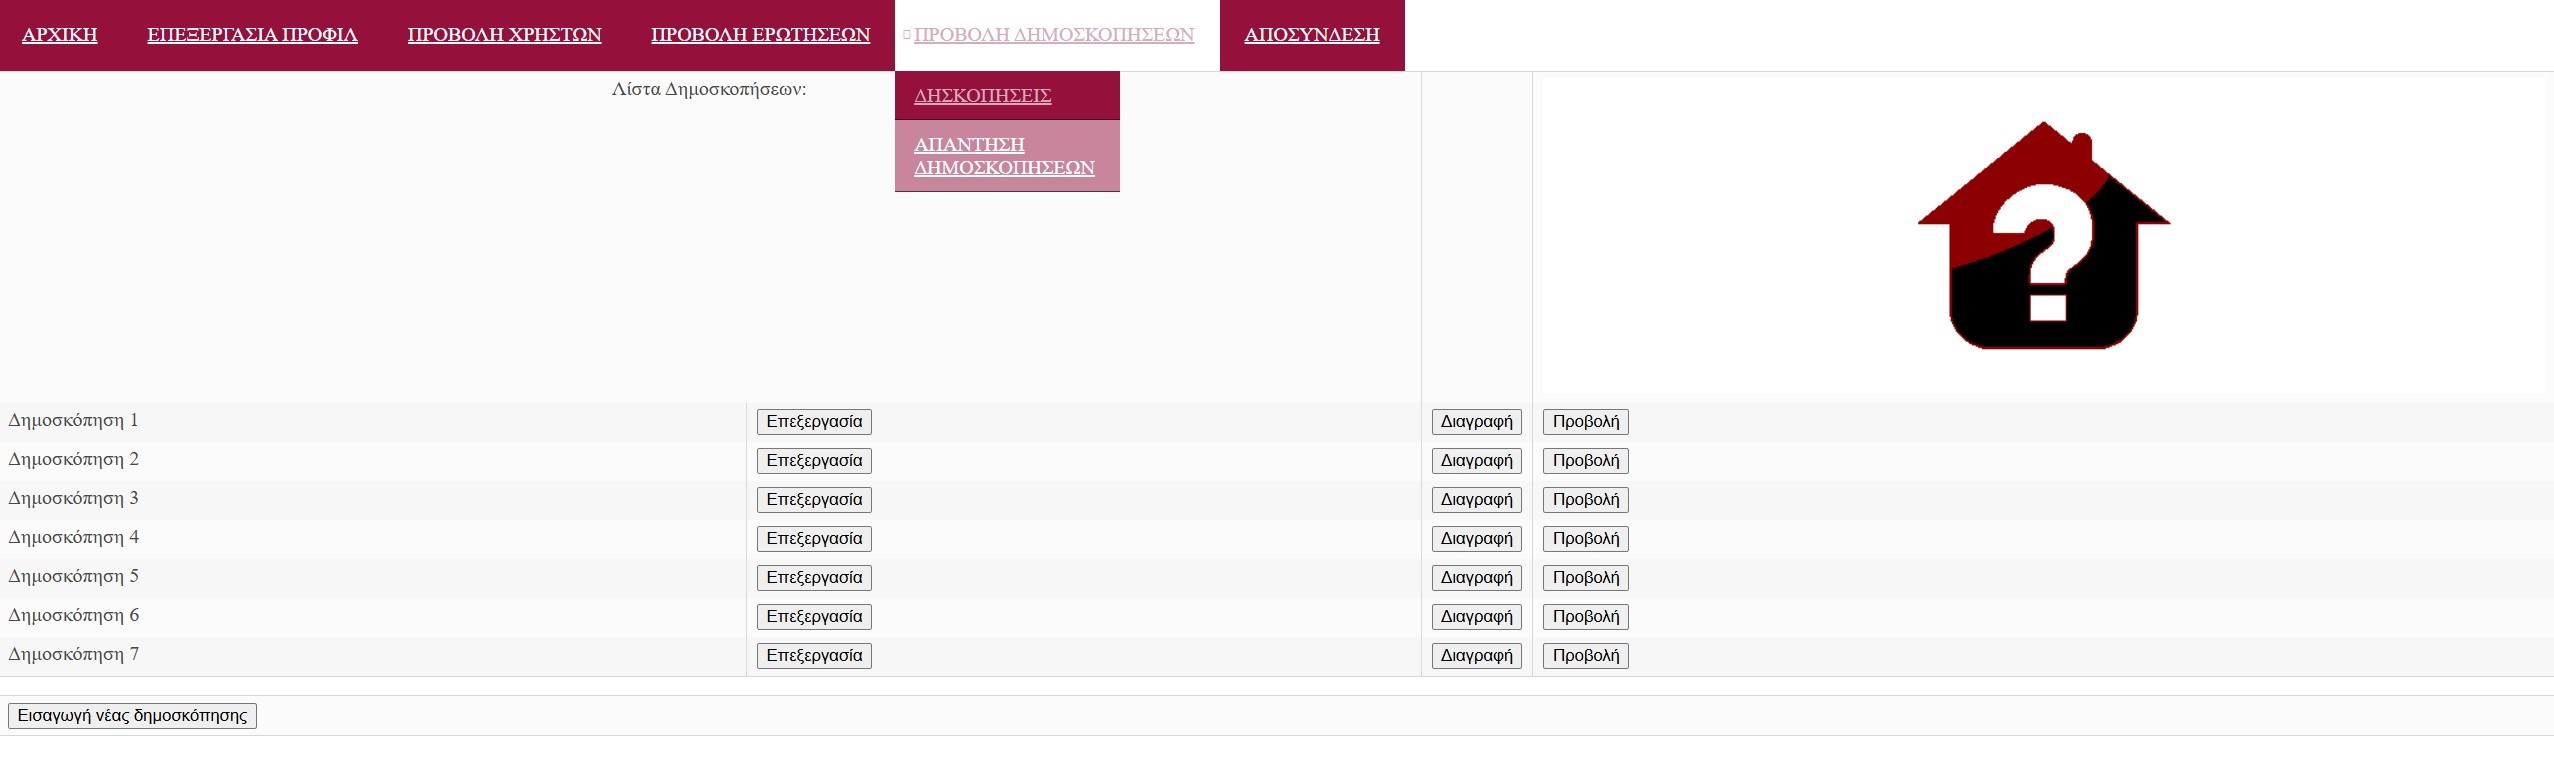 ΑΡΧΙΚΗ ΕΠΕΞΕΡΓΑΣΙΑ ΠΡΟΦΙΛ ΠΡΟΒΟΛΗ ΧΡΗΣΤΩΝ ΠΡΟΒΟΛΗ ΕΡΩΤΗΣΕΩΝ ΠΡΟΒΟΛΗ ΔΗΜΟΣΚΟΠΗΣΕΩΝ ΑΠΟΣΥΝΔΕΣΗ
Λίστα Δημοσκοπήσεων:
ΔΗΣΚΟΠΗΣΕΙΣ
ΑΠΑΝΤΗΣΗ
ΔΗΜΟΣΚΟΠΗΣΕΩΝ
?
Δημοσκόπηση 1 Επεξεργασία Διαγραφή Προβολή
Δημοσκόπηση 2 Επεξεργασία Διαγραφή Προβολή
Δημοσκόπηση 3 Επεξεργασία Διαγραφή Προβολή
Δημοσκόπηση 4 Επεξεργασία Διαγραφή Προβολή
Δημοσκόπηση 5 Επεξεργασία Διαγραφή Προβολή
Δημοσκόπηση 6 Επεξεργασία Διαγραφή Προβολή
Δημοσκόπηση 7 Επεξεργασία Διαγραφή Προβολή
Εισαγωγή νέας δημοσκόπησης